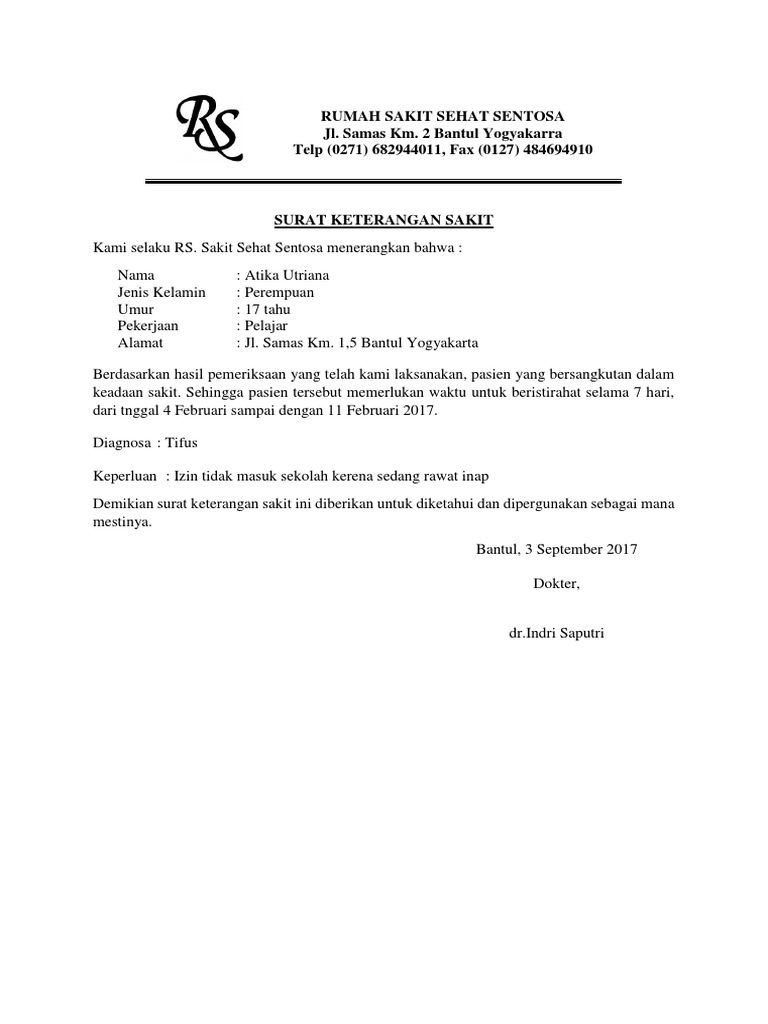 RS
RUMAH SAKIT SEHAT SENTOSA
Jl. Samas Km. 2 Bantul Yogyakarra
Telp (0271) 682944011, Fax (0127) 484694910
SURAT KETERANGAN SAKIT
Kami selaku RS. Sakit Sehat Sentosa menerangkan bahwa :
Nama : Atika Utriana
Jenis Kelamin : Perempuan
Umur : 17 tahu
Pekerjaan : Pelajar
Alamat : Jl. Samas Km. 1,5 Bantul Yogyakarta
Berdasarkan hasil pemeriksaan yang telah kami laksanakan, pasien yang bersangkutan dalam
keadaan sakit. Sehingga pasien tersebut memerlukan waktu untuk beristirahat selama 7 hari,
dari tnggal 4 Februari sampai dengan 11 Februari 2017.
Diagnosa : Tifus
Keperluan : Izin tidak masuk sekolah kerena sedang rawat inap
Demikian surat keterangan sakit ini diberikan untuk diketahui dan dipergunakan sebagai mana
mestinya.
Bantul, 3 September 2017
Dokter,
dr.Indri Saputri